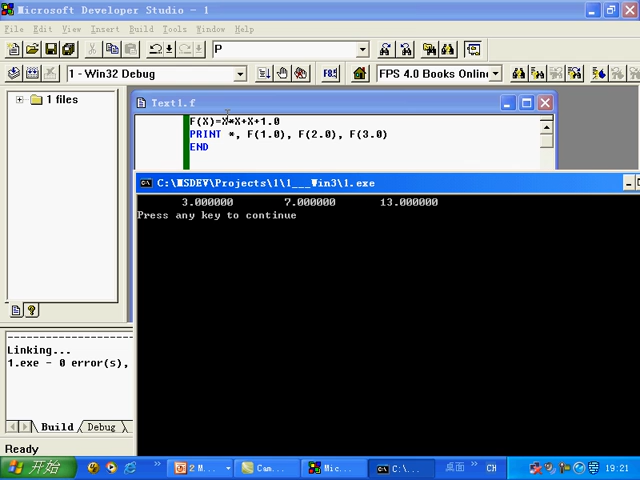 Microsoft Developer Studio - 1
File Edit View Insert Build Tools Window Help
P
1 - Win32 Debug
FPS 4.0 Books Onlin
1 files
Text1.f
F(X)=X*X+X+1.0
PRINT *, F(1.0), F(2.0), F(3.0)
END
C:\MSDEV\Projects\1\1___Win3\1.exe
3.000000 7.000000 13.000000
Press any key to continue
Linking...
1.exe - 0 error(s),
Build Debug
Ready
开始 2 M... Cam... Mic... C:\... 桌面 CH 19:21